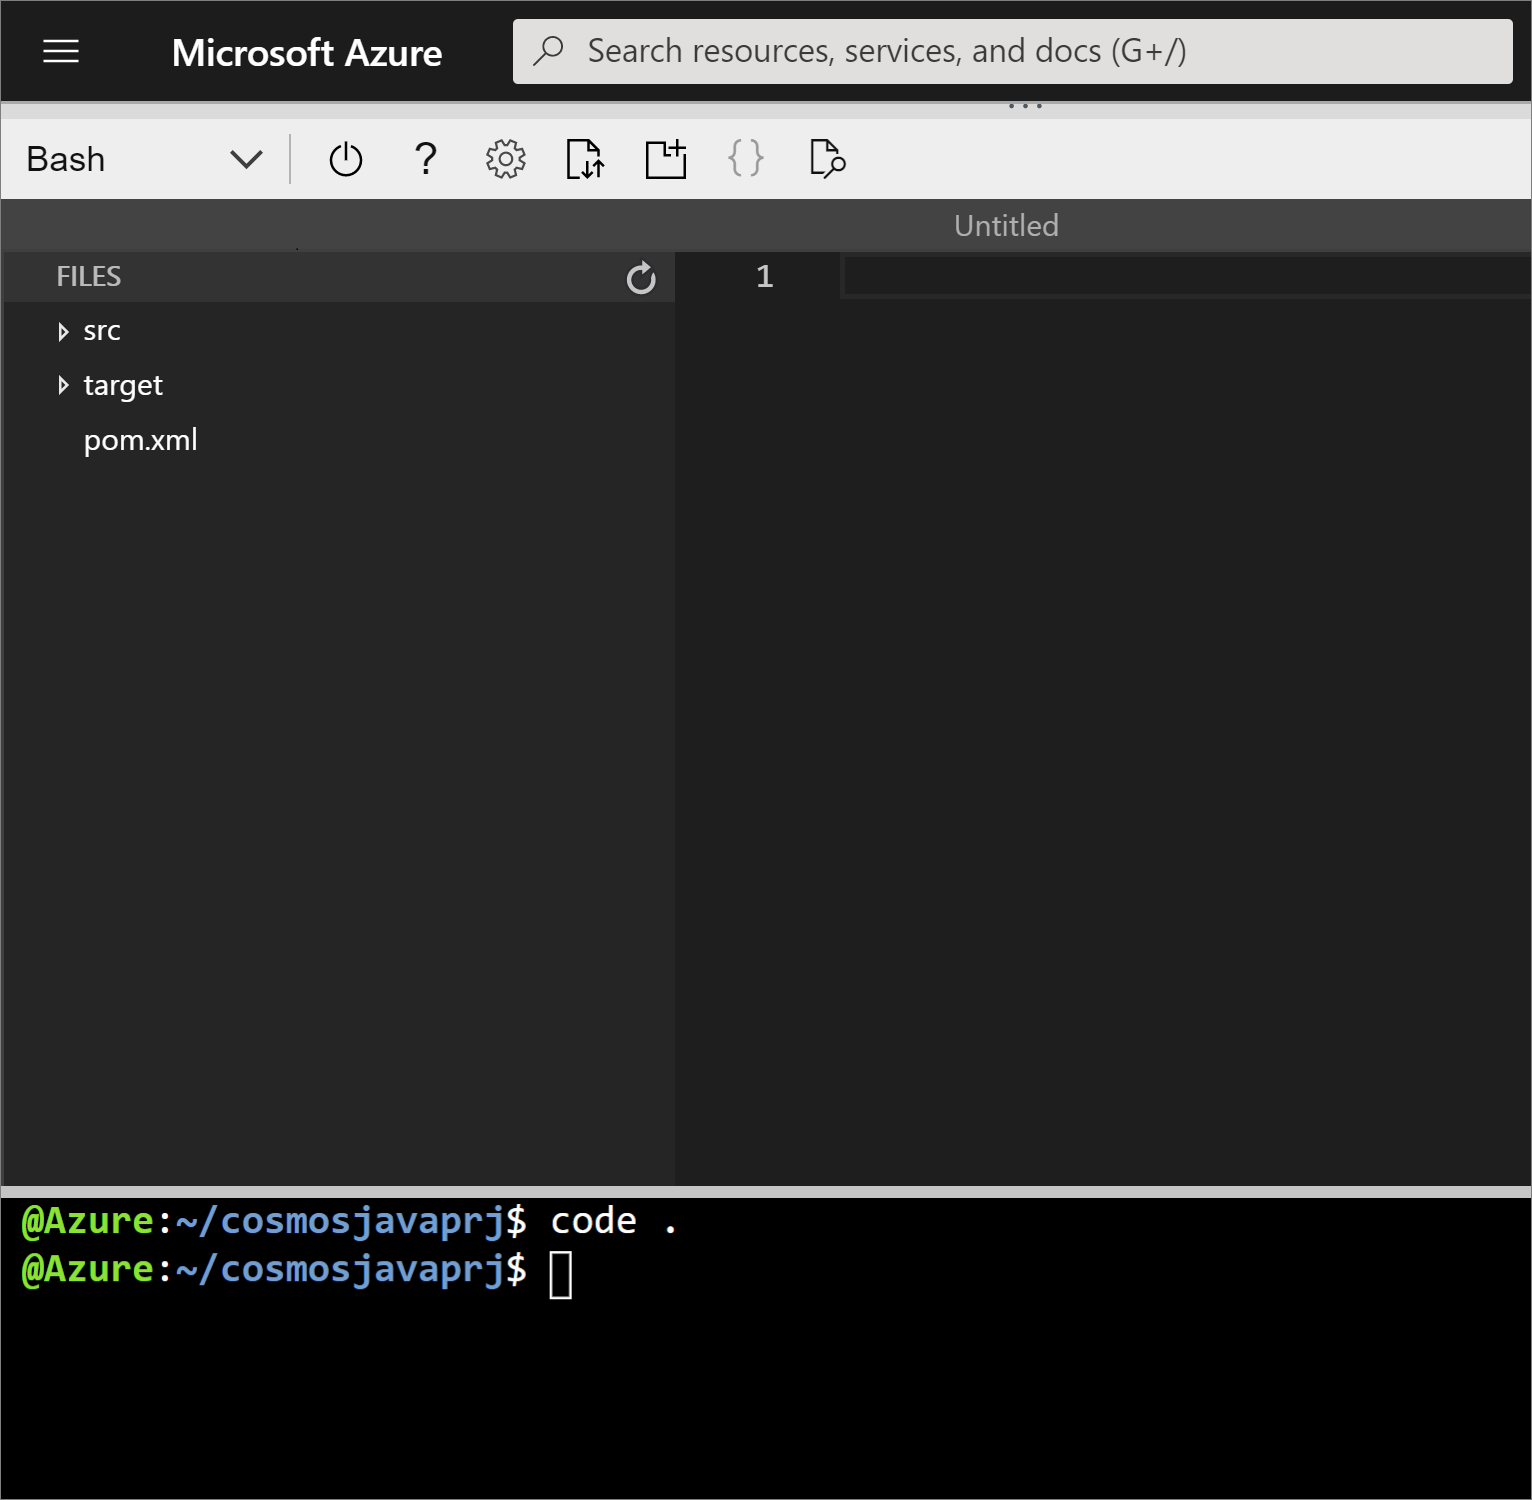 Microsoft Azure
Search resources, services, and docs (G+/)
Bash
?
{}
Untitled
FILES
1
src
target
pom.xml
@Azure:~/cosmosjavaprj$ code .
@Azure:~/cosmosjavaprj$